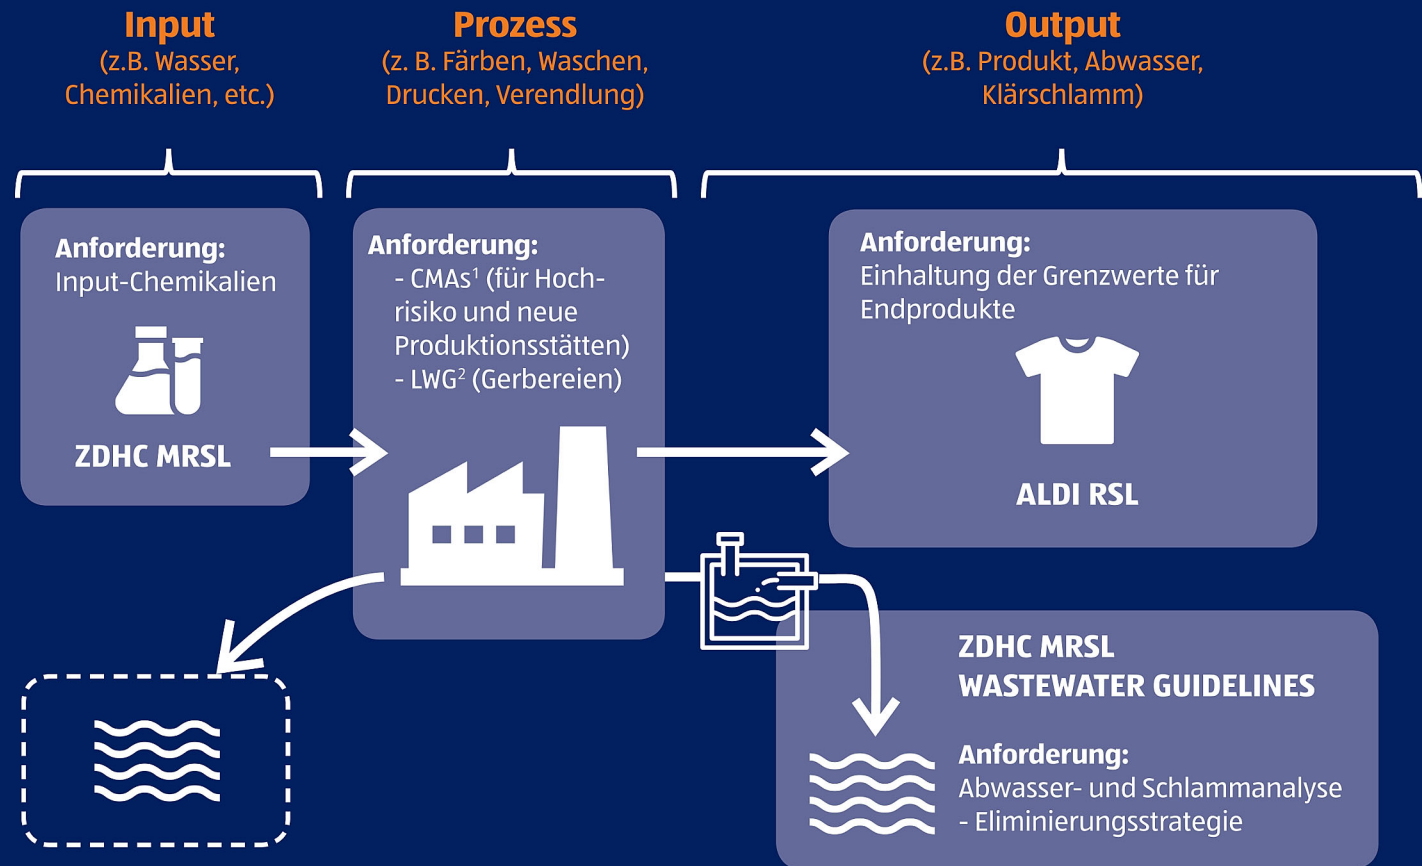 Input
(z.B. Wasser,
Chemikalien, etc.)
Prozess
(z. B. Färben, Waschen,
Drucken, Verendlung)
Output
(z.B. Produkt, Abwasser,
Klärschlamm)
Anforderung:
Input-Chemikalien
ZDHC MRSL
Anforderung:
- CMAs¹ (für Hoch-
risiko und neue
Produktionsstätten)
- LWG² (Gerbereien)
Anforderung:
Einhaltung der Grenzwerte für
Endprodukte
ALDI RSL
ZDHC MRSL
WASTEWATER GUIDELINES
Anforderung:
Abwasser- und Schlammanalyse
- Eliminierungsstrategie